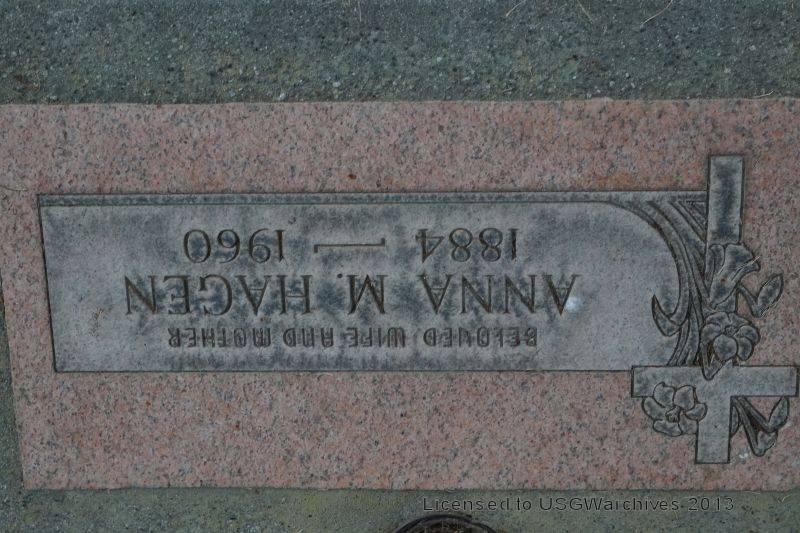 BELOVED WIFE AND MOTHER
ANNA M. HAGEN
1884 — 1960
Licensed to USGWarchives 2013